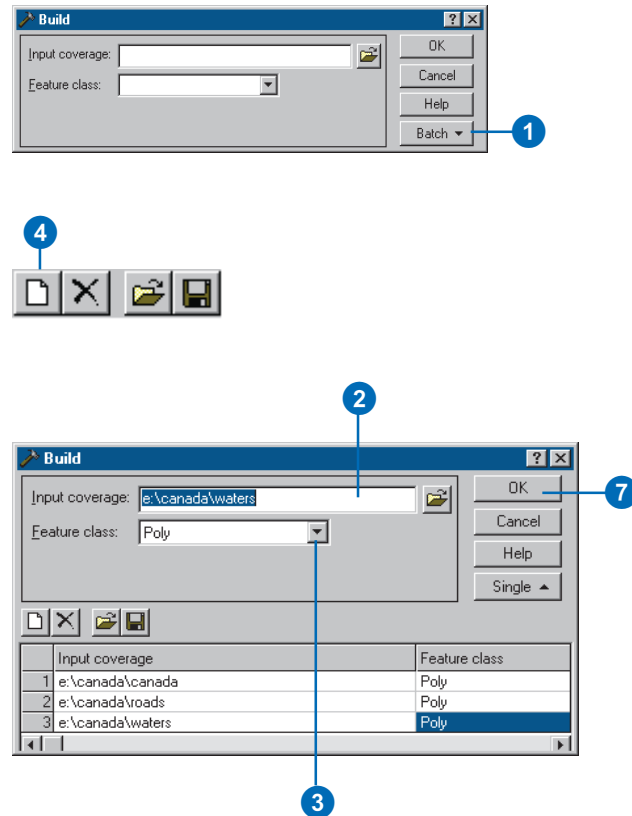 Build
Input coverage:
OK
Feature class:
Cancel
Help
Batch
1
4
2
Build
Input coverage: e:\canada\waters
OK
7
Feature class: Poly
Cancel
Help
Single
Input coverage Feature class
1 e:\canada\canada Poly
2 e:\canada\roads Poly
3 e:\canada\waters Poly
3